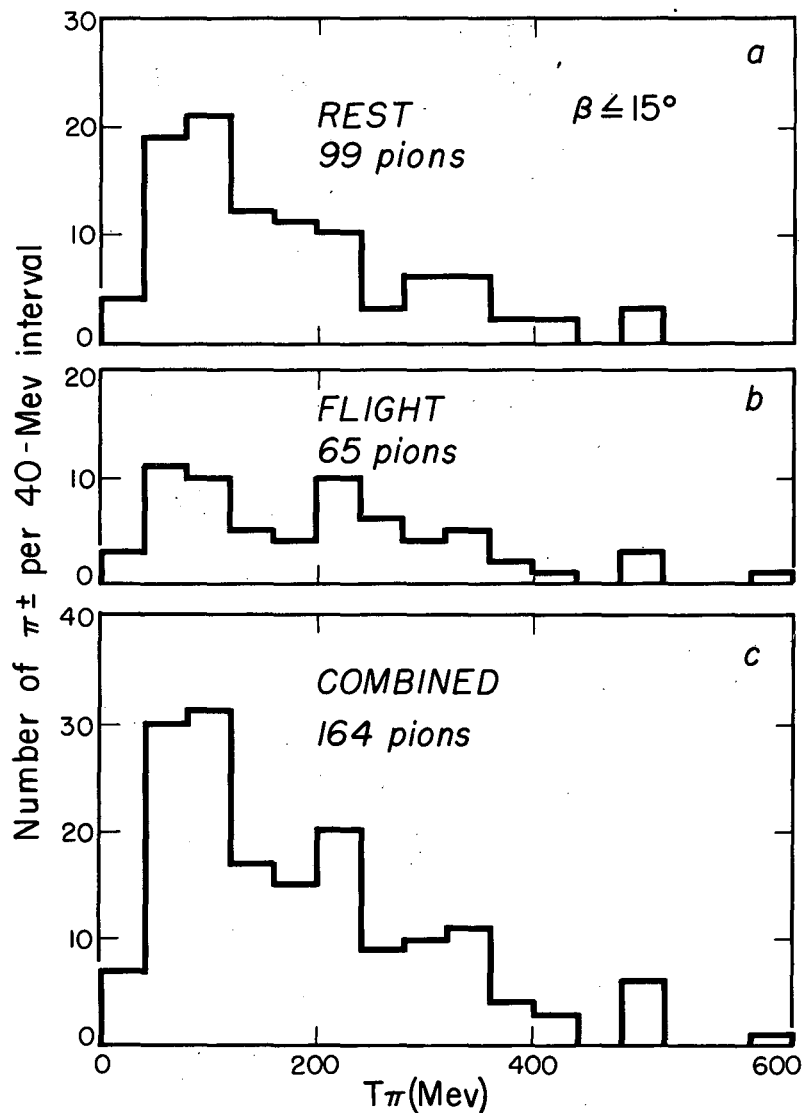 30
20
10
0
a
REST
99 pions
β ≦ 15°
20
10
0
b
FLIGHT
65 pions
40
30
20
10
0
c
COMBINED
164 pions
0
200
400
600
Tπ(Mev)
Number of π± per 40-Mev interval